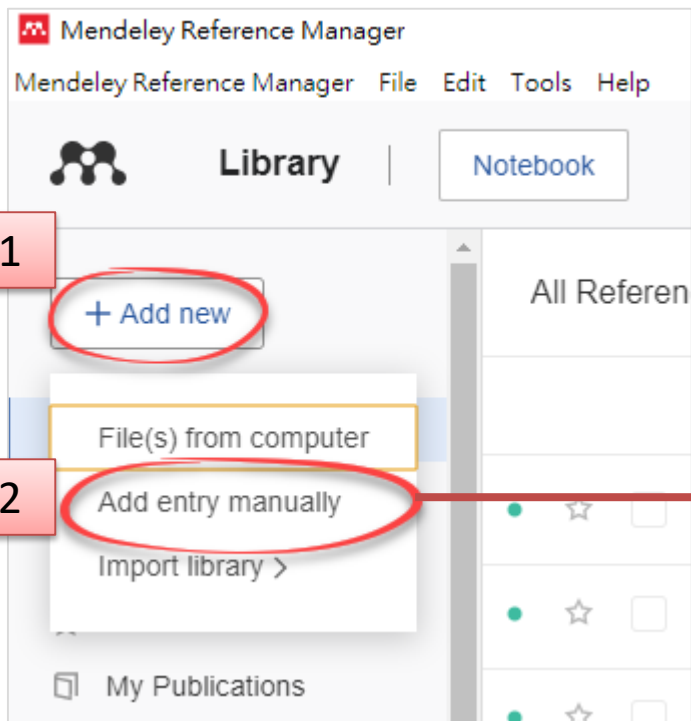 Mendeley Reference Manager
Mendeley Reference Manager File Edit Tools Help
Library | Notebook
1
+ Add new
All Referen
File(s) from computer
2
Add entry manually
Import library >
My Publications